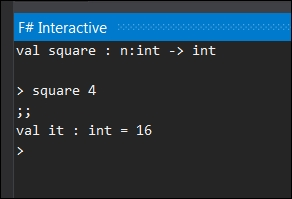 F# Interactive
val square : n:int -> int
> square 4
;;
val it : int = 16
>